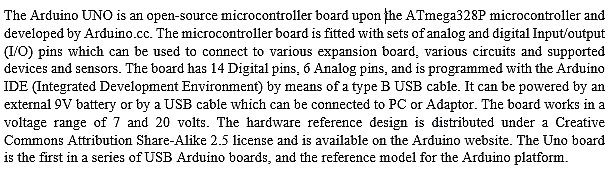 The Arduino UNO is an open-source microcontroller board upon the ATmega328P microcontroller and
developed by Arduino.cc. The microcontroller board is fitted with sets of analog and digital Input/output
(I/O) pins which can be used to connect to various expansion board, various circuits and supported
devices and sensors. The board has 14 Digital pins, 6 Analog pins, and is programmed with the Arduino
IDE (Integrated Development Environment) by means of a type B USB cable. It can be powered by an
external 9V battery or by a USB cable which can be connected to PC or Adaptor. The board works in a
voltage range of 7 and 20 volts. The hardware reference design is distributed under a Creative
Commons Attribution Share-Alike 2.5 license and is available on the Arduino website. The Uno board
is the first in a series of USB Arduino boards, and the reference model for the Arduino platform.